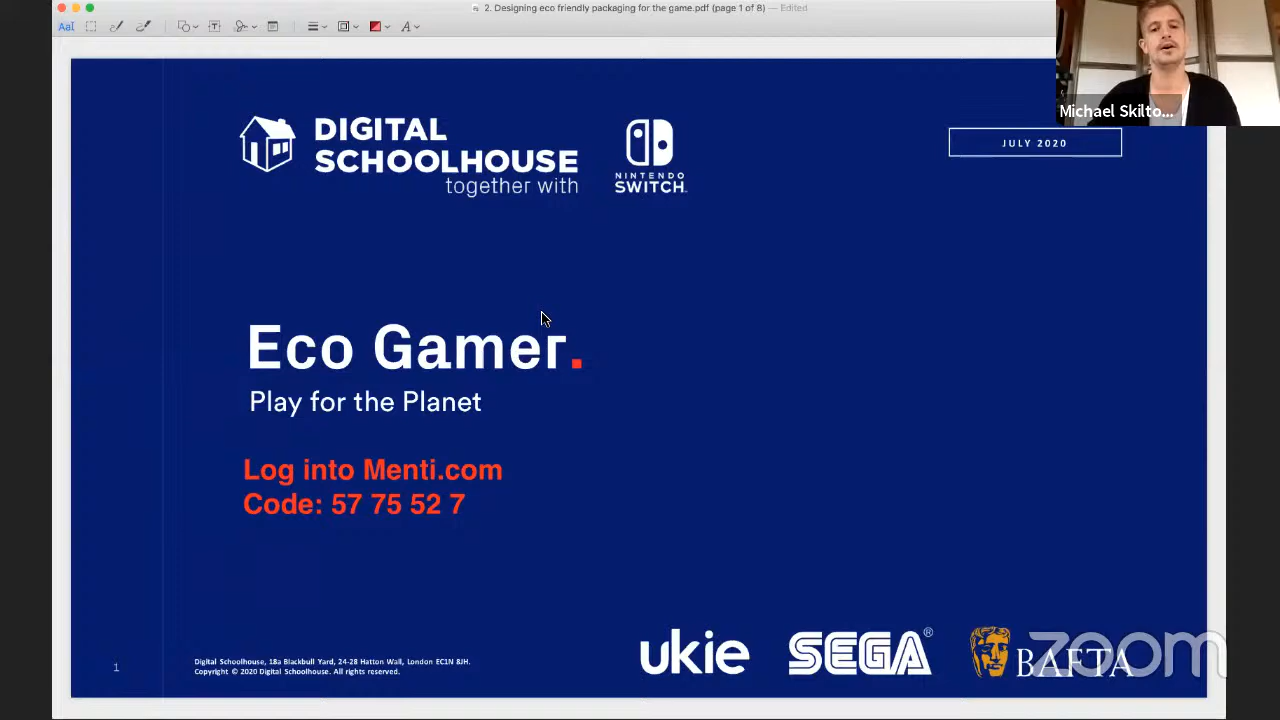 2. Designing eco friendly packaging for the game.pdf (page 1 of 8) — Edited
Michael Skilto...
DIGITAL
SCHOOLHOUSE
together with
NINTENDO
SWITCH
JULY 2020
Eco Gamer.
Play for the Planet
Log into Menti.com
Code: 57 75 52 7
ukie
SEGA®
BAFTA
zoom
1
Digital Schoolhouse, 18a Blackbull Yard, 24-28 Hatton Wall, London EC1N 8JH.
Copyright © 2020 Digital Schoolhouse. All rights reserved.